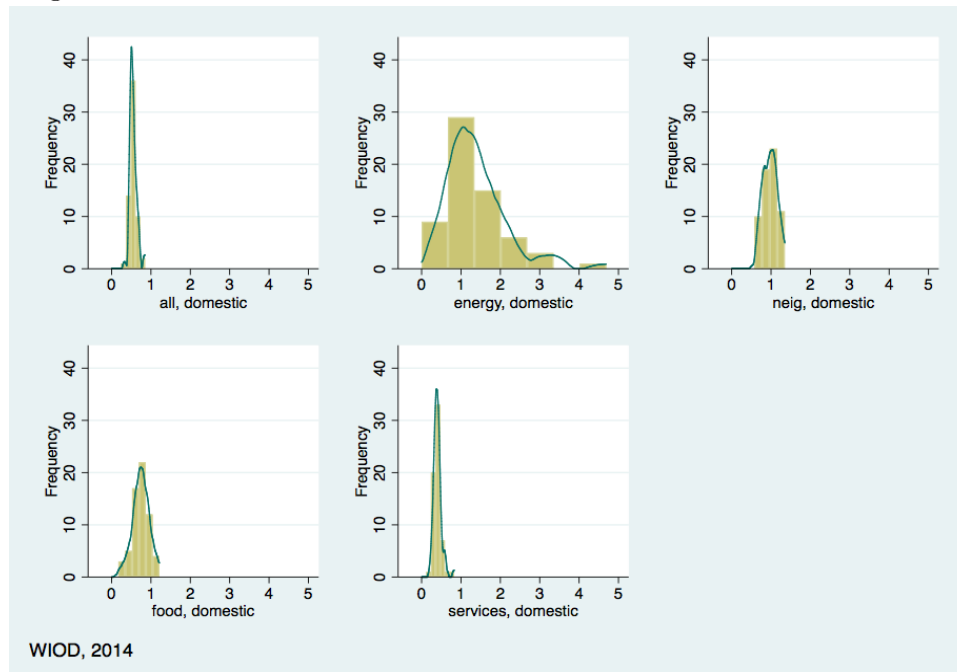 Frequency
0 10 20 30 40
0 1 2 3 4 5
all, domestic
Frequency
0 10 20 30 40
0 1 2 3 4 5
energy, domestic
Frequency
0 10 20 30 40
0 1 2 3 4 5
neig, domestic
Frequency
0 10 20 30 40
0 1 2 3 4 5
food, domestic
Frequency
0 10 20 30 40
0 1 2 3 4 5
services, domestic
WIOD, 2014